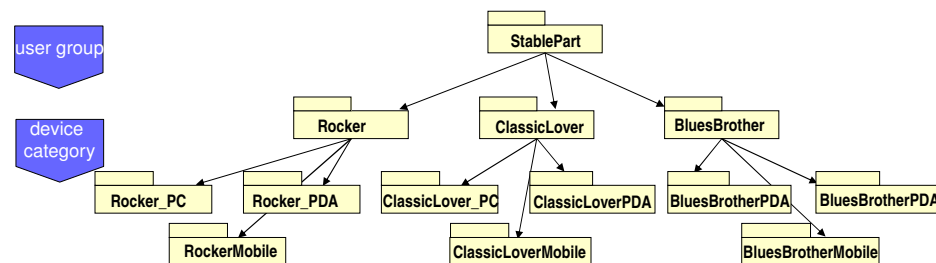 user group
StablePart
device
category
Rocker
ClassicLover
BluesBrother
Rocker_PC
Rocker_PDA
ClassicLover_PC
ClassicLoverPDA
BluesBrotherPDA
BluesBrotherPDA
RockerMobile
ClassicLoverMobile
BluesBrotherMobile